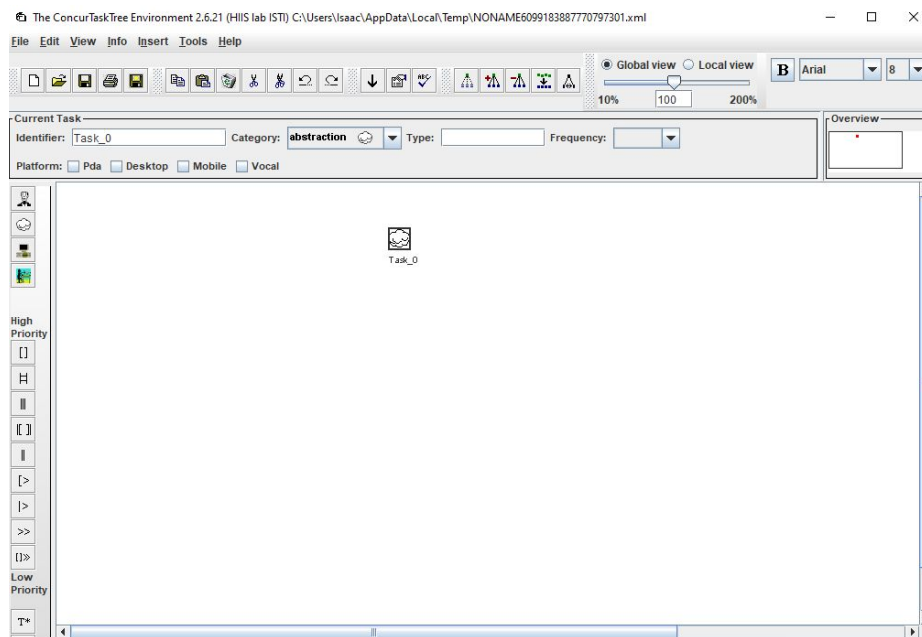 The ConcurTaskTree Environment 2.6.21 (HIIS lab ISTI) C:\Users\Isaac\AppData\Local\Temp\NONAME6099183887770797301.xml
File Edit View Info Insert Tools Help
Global view Local view
10% 100 200%
B Arial 8
Current Task
Identifier: Task_0 Category: abstraction Type: Frequency:
Platform: Pda Desktop Mobile Vocal
Overview
Task_0
High
Priority
[]
|=|
|||
|[]|
||
[>
|>
>>
[]>>
Low
Priority
T*